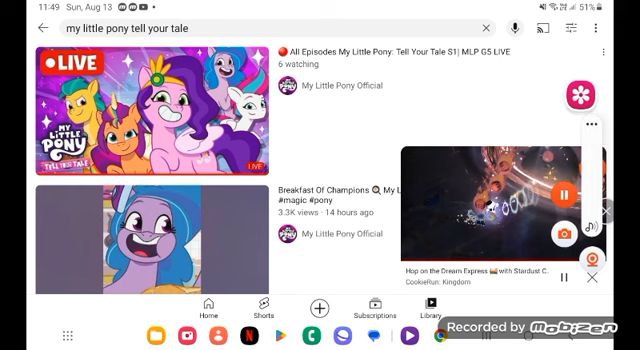 11:49 Sun, Aug 13
51%
my little pony tell your tale
LIVE
MY LITTLE PONY
TELL YOUR TALE
LIVE
All Episodes My Little Pony: Tell Your Tale S1| MLP G5 LIVE
6 watching
My Little Pony Official
Breakfast Of Champions My L
#magic #pony
3.3K views · 14 hours ago
My Little Pony Official
Hop on the Dream Express with Stardust C.
CookieRun: Kingdom
Home
Shorts
Subscriptions
Library
Recorded by Mobizen